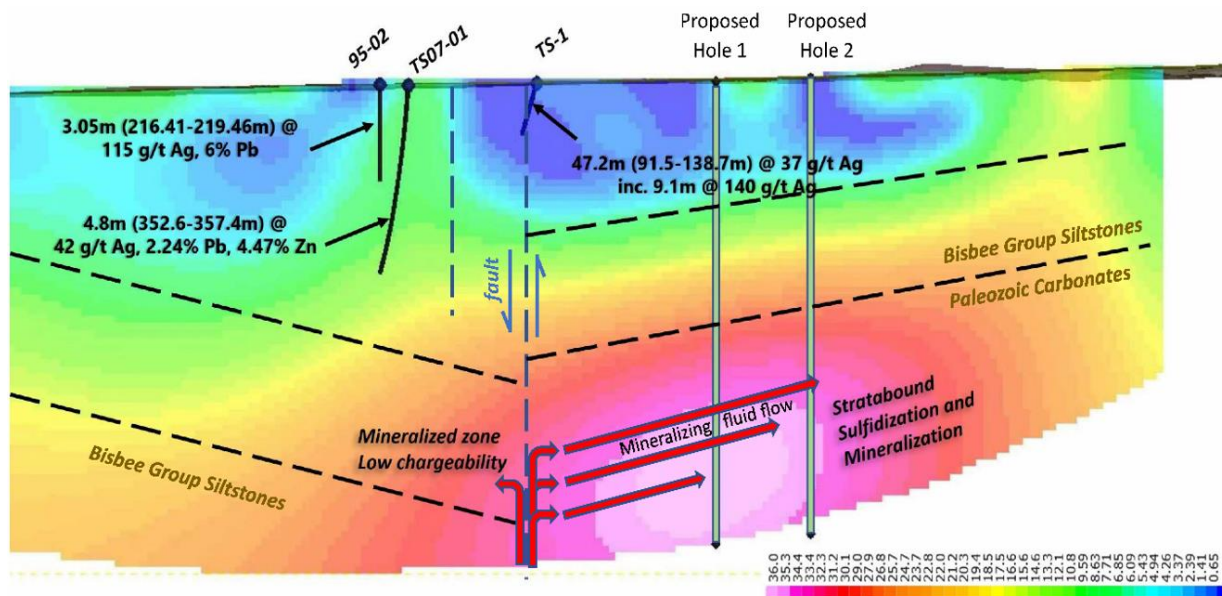 95-02
TS07-01
TS-1
Proposed
Hole 1
Proposed
Hole 2
3.05m (216.41-219.46m) @
115 g/t Ag, 6% Pb
47.2m (91.5-138.7m) @ 37 g/t Ag
inc. 9.1m @ 140 g/t Ag
4.8m (352.6-357.4m) @
42 g/t Ag, 2.24% Pb, 4.47% Zn
fault
Bisbee Group Siltstones
Paleozoic Carbonates
Mineralized zone
Low chargeability
Mineralizing fluid flow
Stratabound
Sulfidization and
Mineralization
Bisbee Group Siltstones
36.0
35.3
34.4
33.4
32.3
31.2
30.1
29.0
27.9
26.8
25.7
24.7
23.7
22.8
22.0
21.2
20.3
19.4
18.5
17.5
16.6
15.6
14.6
13.3
12.1
10.8
9.59
8.63
7.71
6.85
6.09
5.43
4.94
4.26
3.37
2.39
1.41
0.65